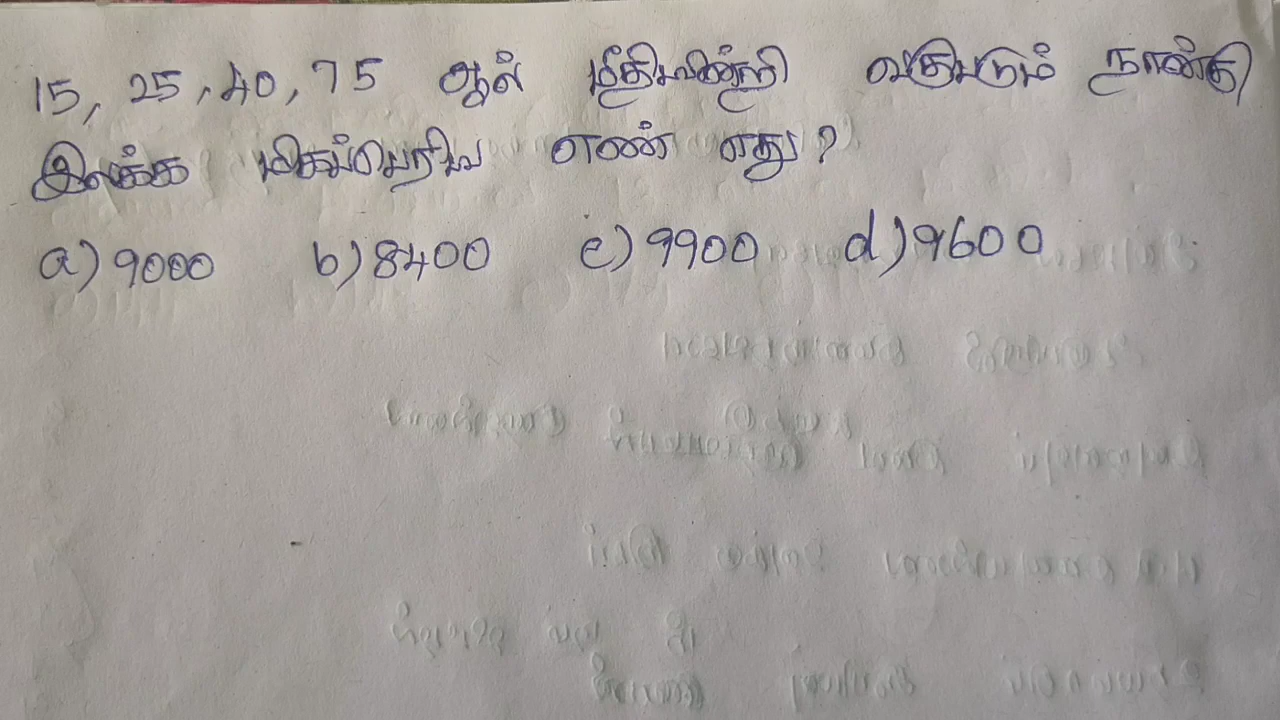 15, 25, 40, 75 ஆல் மீதியின்றி வகுபடும் நான்கு
இலக்க மிகப்பெரிய எண் எது?
a) 9000 b) 8400 c) 9900 d) 9600